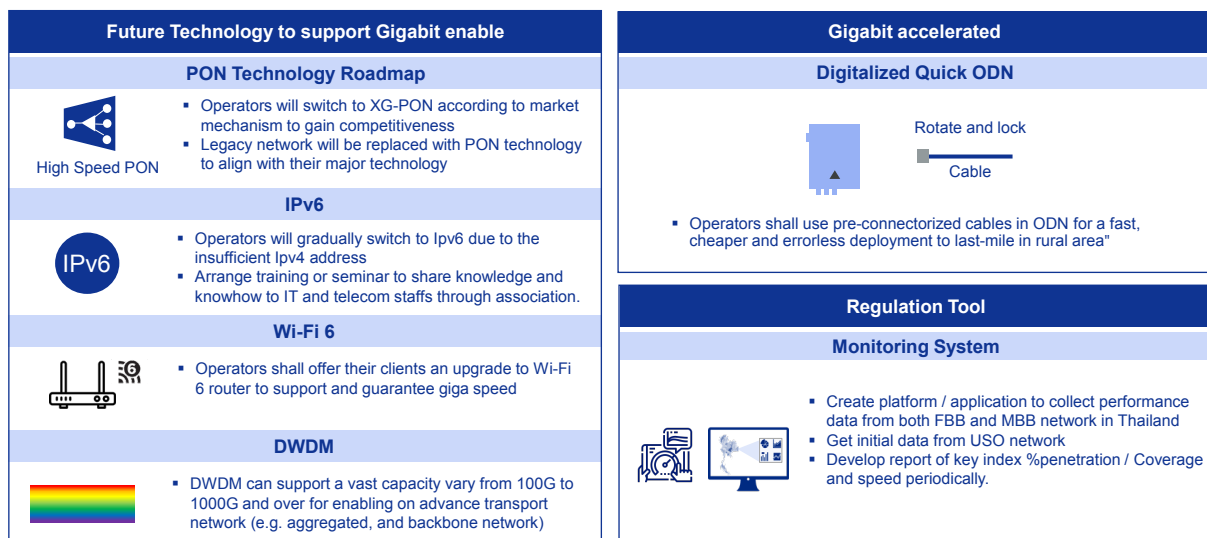 Future Technology to support Gigabit enable
PON Technology Roadmap
High Speed PON
▪ Operators will switch to XG-PON according to market
mechanism to gain competitiveness
▪ Legacy network will be replaced with PON technology
to align with their major technology
IPv6
IPv6
▪ Operators will gradually switch to Ipv6 due to the
insufficient Ipv4 address
▪ Arrange training or seminar to share knowledge and
knowhow to IT and telecom staffs through association.
Wi-Fi 6
6
▪ Operators shall offer their clients an upgrade to Wi-Fi
6 router to support and guarantee giga speed
DWDM
▪ DWDM can support a vast capacity vary from 100G to
1000G and over for enabling on advance transport
network (e.g. aggregated, and backbone network)
Gigabit accelerated
Digitalized Quick ODN
Rotate and lock
Cable
▪ Operators shall use pre-connectorized cables in ODN for a fast,
cheaper and errorless deployment to last-mile in rural area"
Regulation Tool
Monitoring System
▪ Create platform / application to collect performance
data from both FBB and MBB network in Thailand
▪ Get initial data from USO network
▪ Develop report of key index %penetration / Coverage
and speed periodically.